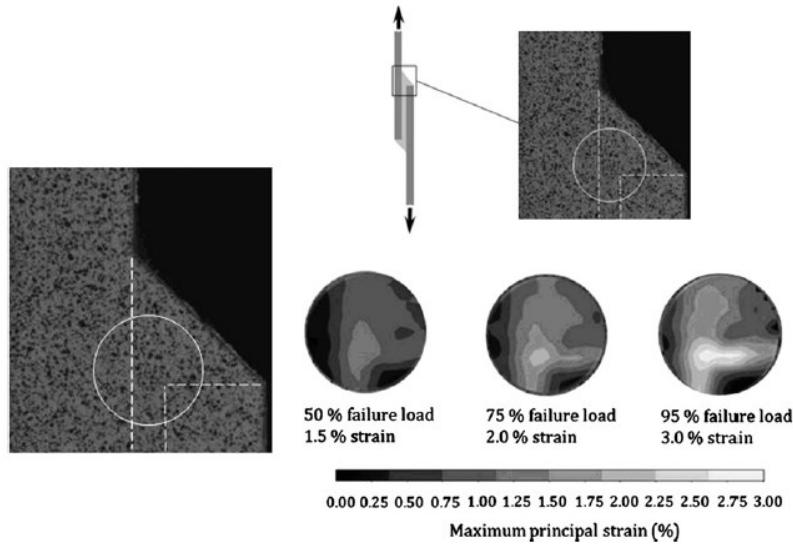 50 % failure load
1.5 % strain
75 % failure load
2.0 % strain
95 % failure load
3.0 % strain
0.00 0.25 0.50 0.75 1.00 1.25 1.50 1.75 2.00 2.25 2.50 2.75 3.00
Maximum principal strain (%)